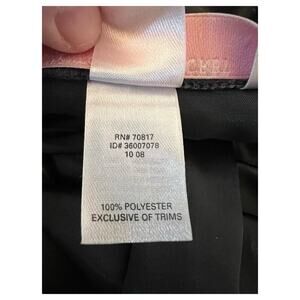 RN# 70817
ID# 36007078
10 08
100% POLYESTER
EXCLUSIVE OF TRIMS